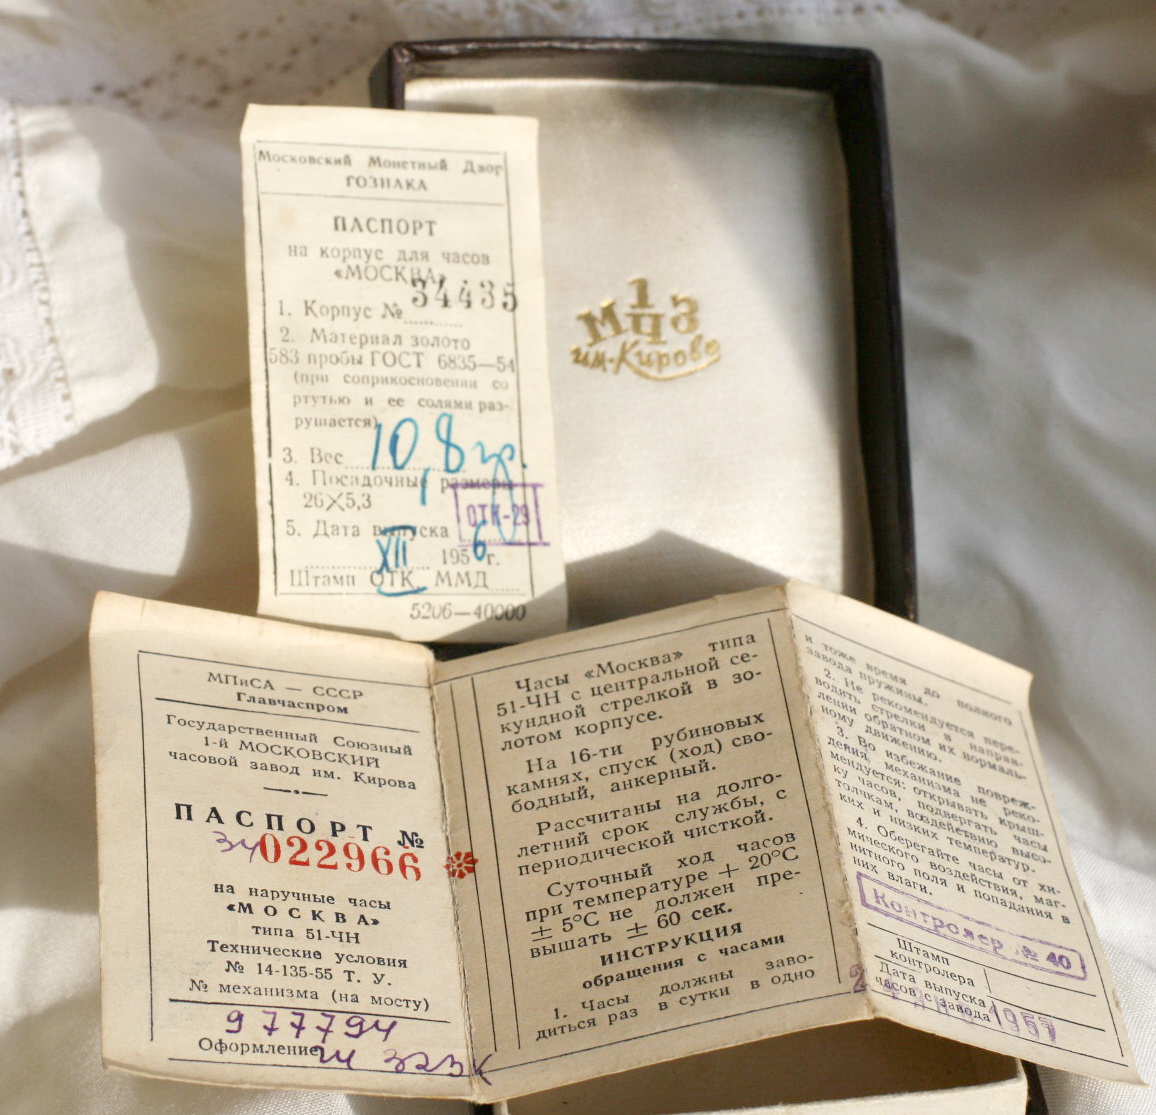 Московский Монетный Двор
ГОЗНАКА
ПАСПОРТ
на корпус для часов
«МОСКВА»
34435
1. Корпус №
2. Материал золото
583 пробы ГОСТ 6835—54
(при соприкосновении со
ртутью и ее солями раз-
рушается)
3. Вес 10,8 гр.
4. Посадочные размеры
26×5,3
ОТК-29
5. Дата выпуска
XII 1956 г.
Штамп ОТК ММД
5206—40000
1
МЧЗ
им. Кирова
МПиСА — СССР
Главчаспром
Государственный Союзный
1-й МОСКОВСКИЙ
часовой завод им. Кирова
ПАСПОРТ №
34 022966
на наручные часы
«МОСКВА»
типа 51-ЧН
Технические условия
№ 14-135-55 Т. У.
№ механизма (на мосту)
977794
Оформление 323К
Часы «Москва» типа
51-ЧН с центральной се-
кундной стрелкой в зо-
лотом корпусе.
На 16-ти рубиновых
камнях, спуск (ход) сво-
бодный, анкерный.
Рассчитаны на долго-
летний срок службы, с
периодической чисткой.
Суточный ход часов
при температуре + 20°С
± 5°С не должен пре-
вышать ± 60 сек.
ИНСТРУКЦИЯ
обращения с часами
1. Часы должны заво-
диться раз в сутки в одно
и тоже время до полного
завода пружины.
2. Не рекомендуется пере-
водить стрелки в направ-
лении обратном их нормаль-
ному движению.
3. Во избежание повреж-
дения механизма не реко-
мендуется: открывать крыш-
ку часов, подвергать часы
толчкам, воздействию высо-
ких и низких температур.
4. Оберегайте часы от хи-
мического воздействия, маг-
нитного поля и попадания в
них влаги.
Контролер № 40
Штамп
контролера
Дата выпуска
часов с завода
1957